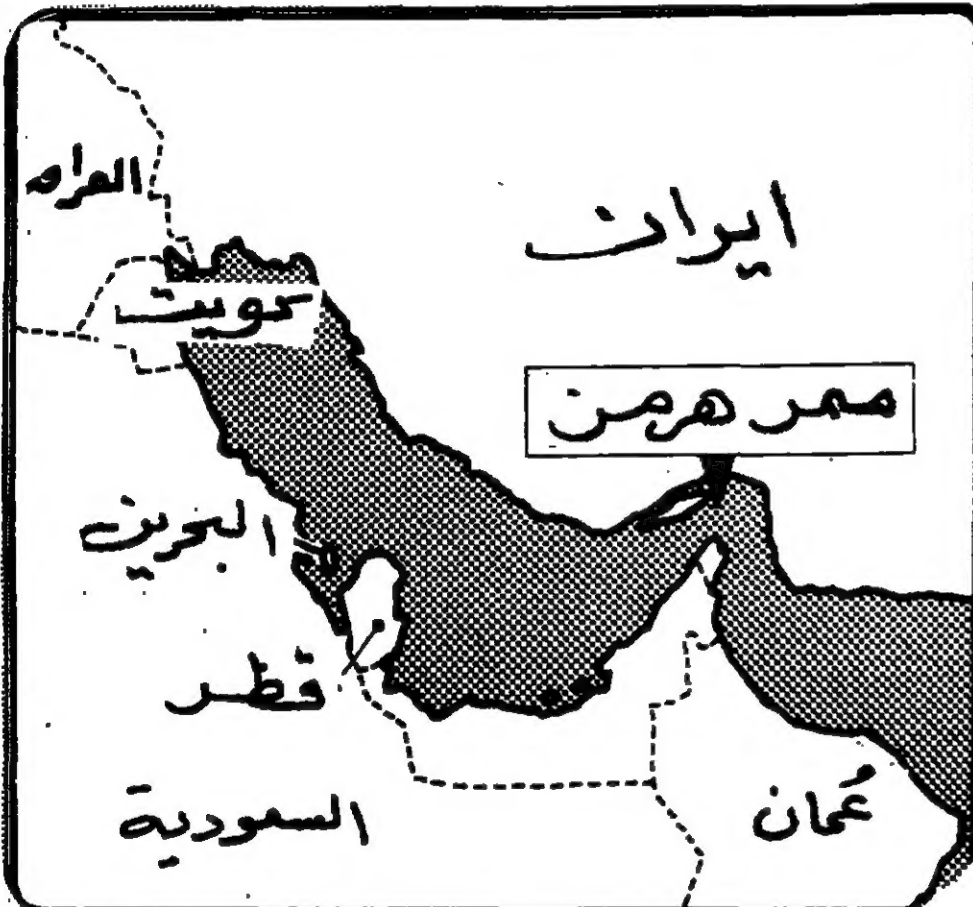 العراق
ايران
كويت
ممر هرمز
البحرين
قطر
السعودية
عُمان